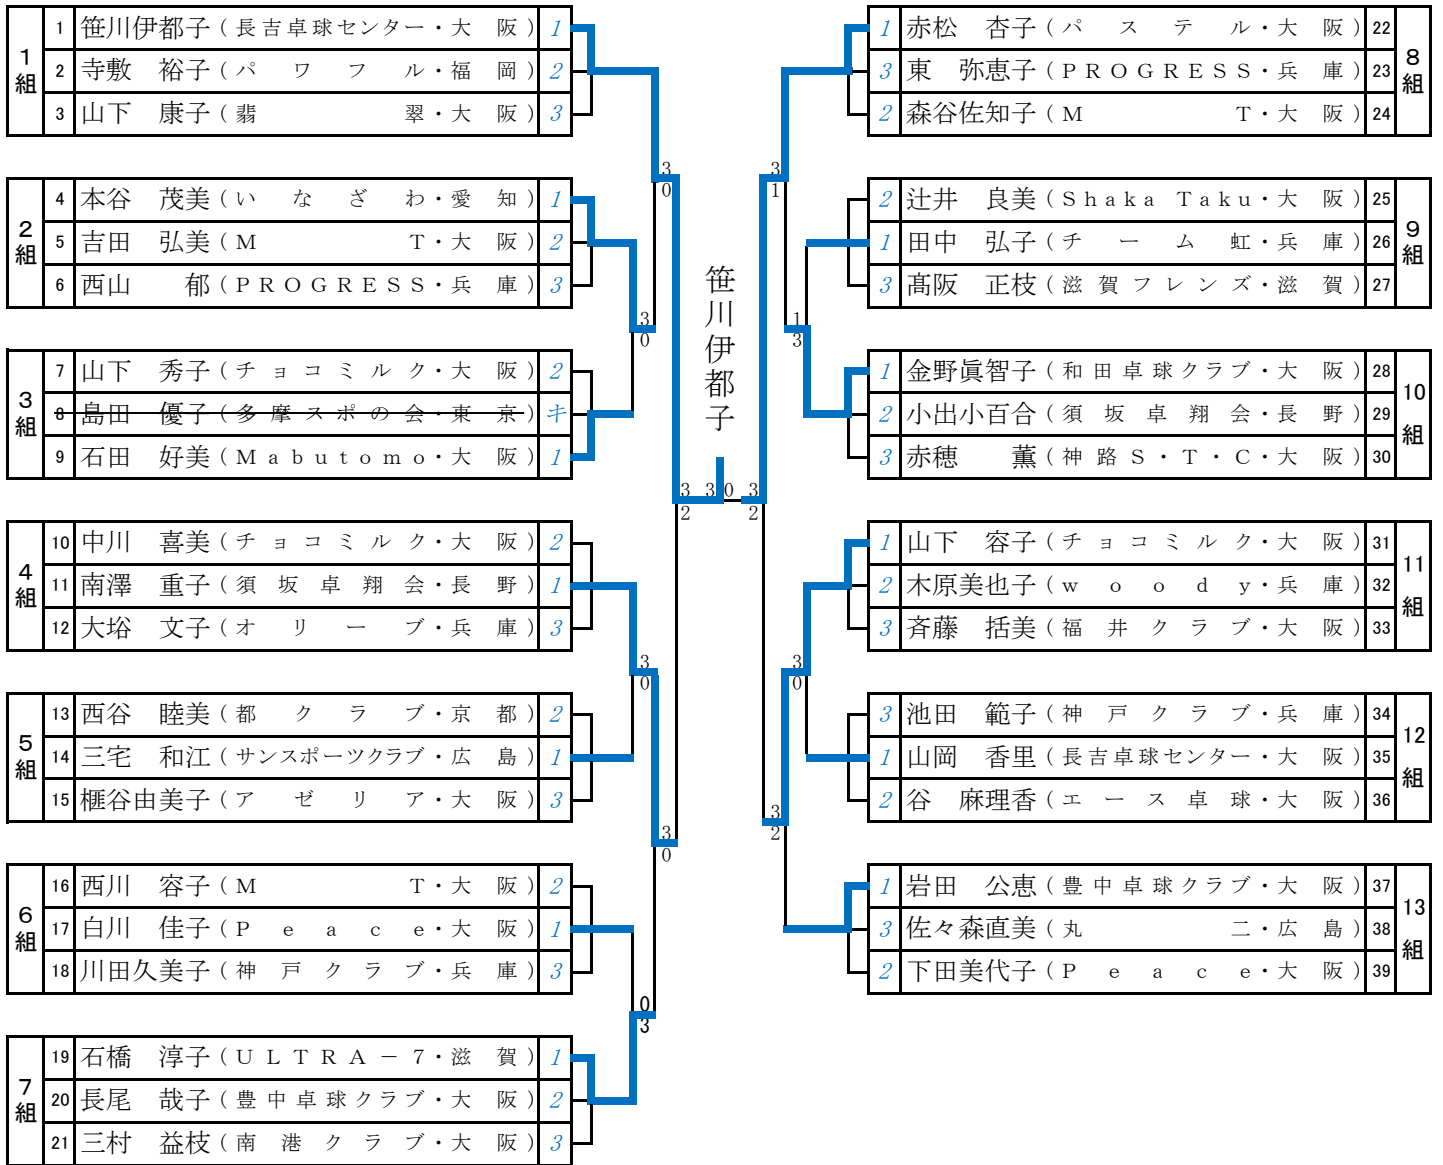 1組
1 笹川伊都子(長吉卓球センター・大 阪) 1
2 寺敷 裕子(パワフル・福 岡) 2
3 山下 康子(翡翠・大 阪) 3
2組
4 本谷 茂美(いなざわ・愛 知) 1
5 吉田 弘美(MT・大 阪) 2
6 西山 郁(PROGRESS・兵 庫) 3
3組
7 山下 秀子(チョコミルク・大 阪) 2
8 島田 優子(多摩スポの会・東 京) キ
9 石田 好美(Mabutomo・大 阪) 1
4組
10 中川 喜美(チョコミルク・大 阪) 2
11 南澤 重子(須坂卓翔会・長 野) 1
12 大垳 文子(オリーブ・兵 庫) 3
5組
13 西谷 睦美(都クラブ・京 都) 2
14 三宅 和江(サンスポーツクラブ・広 島) 1
15 榧谷由美子(アゼリア・大 阪) 3
6組
16 西川 容子(MT・大 阪) 2
17 白川 佳子(Peace・大 阪) 1
18 川田久美子(神戸クラブ・兵 庫) 3
7組
19 石橋 淳子(ULTRA－7・滋 賀) 1
20 長尾 哉子(豊中卓球クラブ・大 阪) 2
21 三村 益枝(南港クラブ・大 阪) 3
3
0
3
0
3
0
3
0
0
3
3
2
笹川伊都子
3 0
3
2
3
1
1
3
3
0
3
2
1 赤松 杏子(パステル・大 阪) 22
3 東 弥恵子(PROGRESS・兵 庫) 23
2 森谷佐知子(MT・大 阪) 24
8組
2 辻井 良美(Shaka Taku・大 阪) 25
1 田中 弘子(チーム虹・兵 庫) 26
3 髙阪 正枝(滋賀フレンズ・滋 賀) 27
9組
1 金野眞智子(和田卓球クラブ・大 阪) 28
2 小出小百合(須坂卓翔会・長 野) 29
3 赤穂 薫(神路S・T・C・大 阪) 30
10組
1 山下 容子(チョコミルク・大 阪) 31
2 木原美也子(woody・兵 庫) 32
3 斉藤 括美(福井クラブ・大 阪) 33
11組
3 池田 範子(神戸クラブ・兵 庫) 34
1 山岡 香里(長吉卓球センター・大 阪) 35
2 谷 麻理香(エース卓球・大 阪) 36
12組
1 岩田 公恵(豊中卓球クラブ・大 阪) 37
3 佐々森直美(丸二・広 島) 38
2 下田美代子(Peace・大 阪) 39
13組